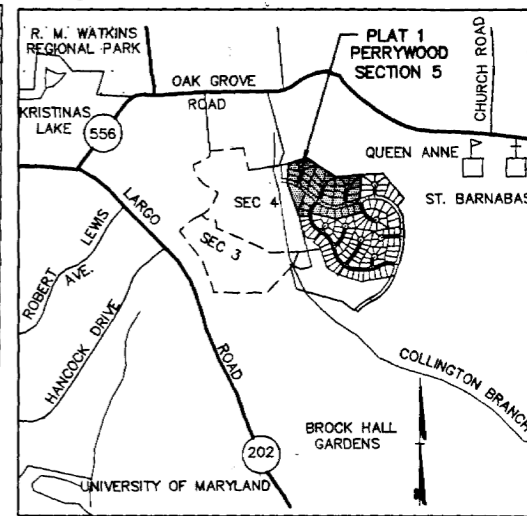 R. M. WATKINS
REGIONAL PARK
PLAT 1
PERRYWOOD
SECTION 5
CHURCH ROAD
OAK GROVE
ROAD
KRISTINAS
LAKE
556
QUEEN ANNE
ST. BARNABAS
SEC 4
SEC 3
LARGO
ROAD
ROBERT LEWIS
AVE.
HANCOCK DRIVE
COLLINGTON BRANCH
BROCK HALL
GARDENS
202
UNIVERSITY OF MARYLAND